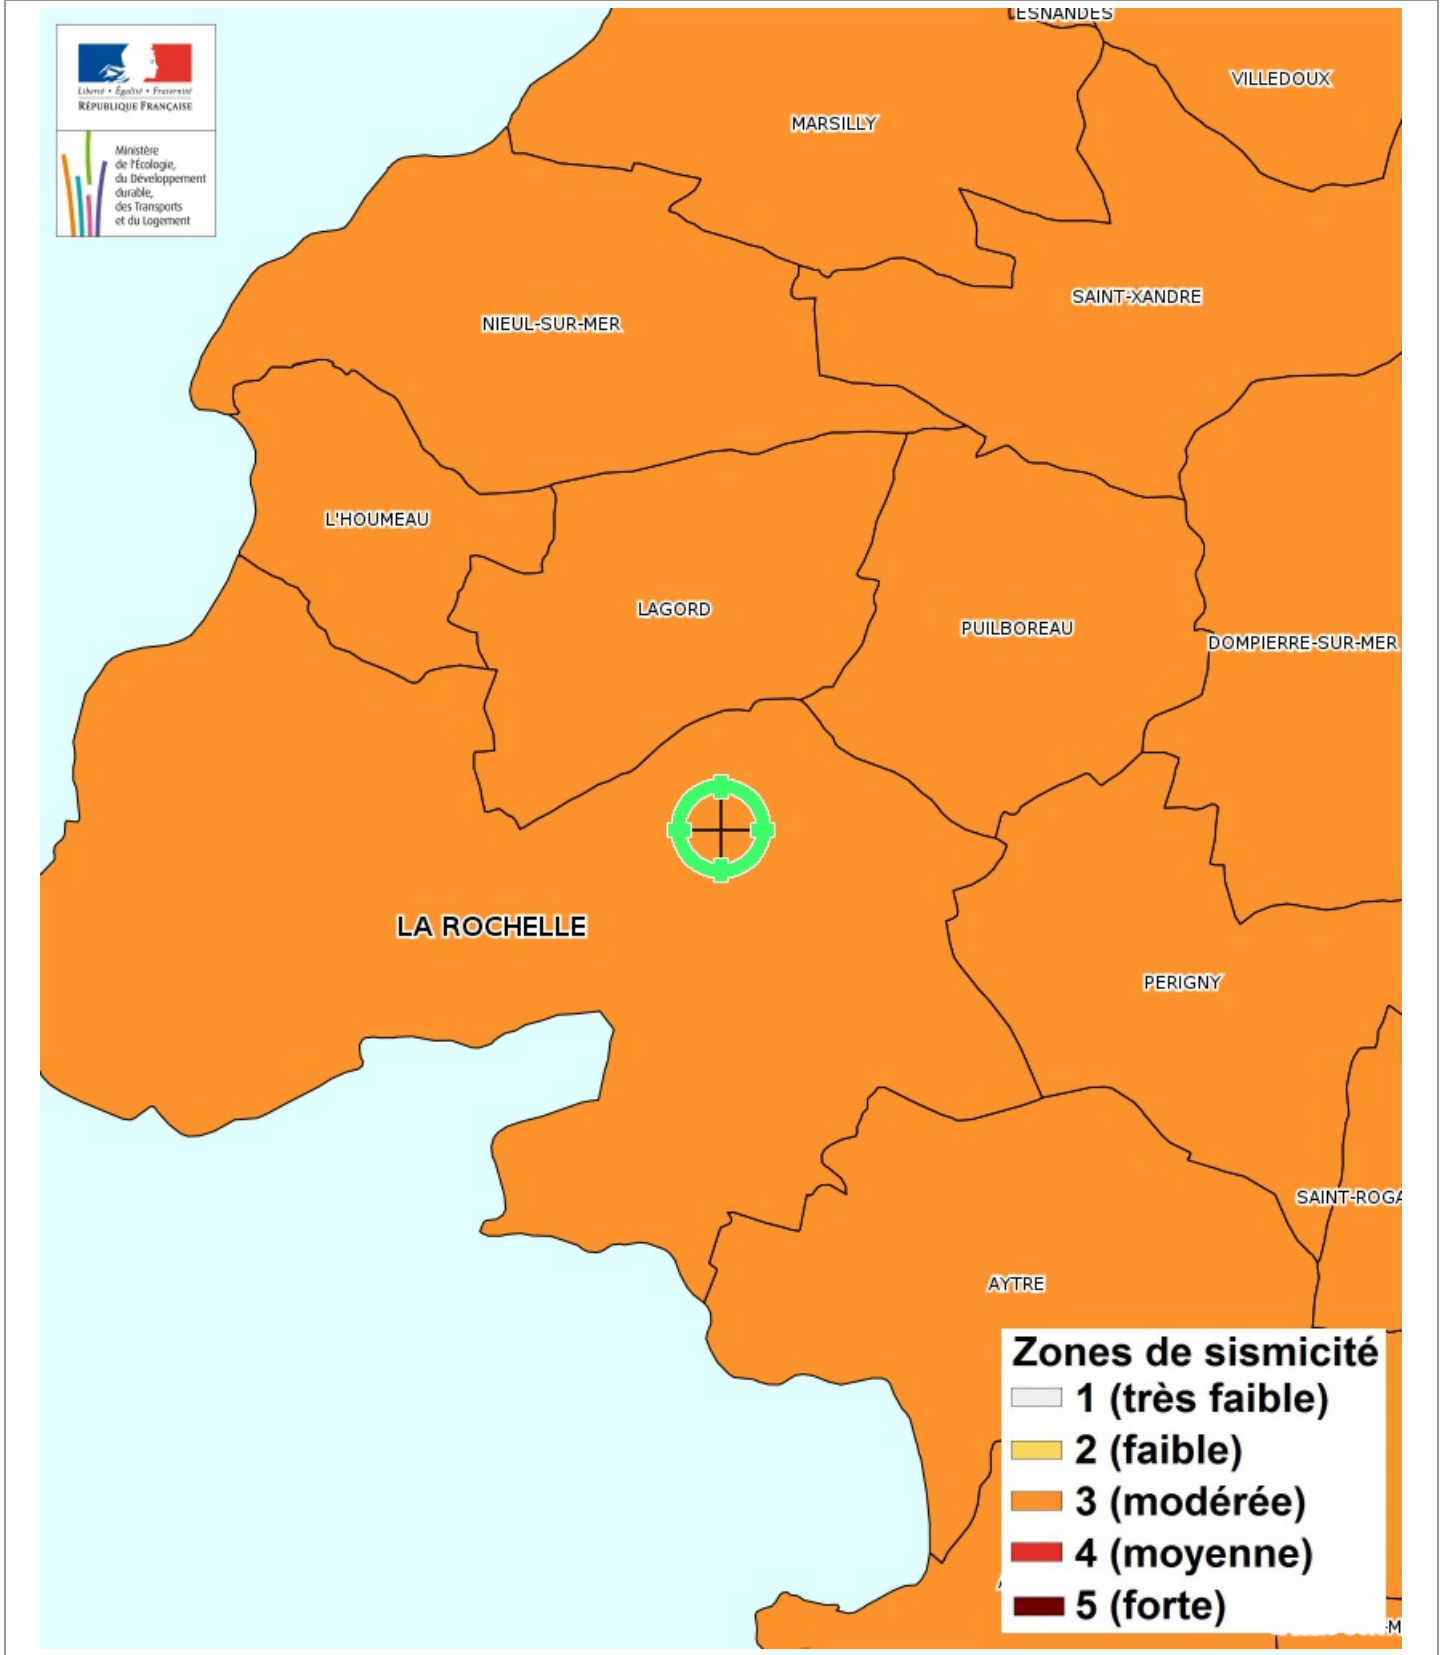 Liberté • Égalité • Fraternité
RÉPUBLIQUE FRANÇAISE
Ministère
de l'Écologie,
du Développement
durable,
des Transports
et du Logement
ESNANDES
VILLEDOUX
MARSILLY
SAINT-XANDRE
NIEUL-SUR-MER
L'HOUMEAU
LAGORD
PUILBOREAU
DOMPIERRE-SUR-MER
LA ROCHELLE
PERIGNY
SAINT-ROGA
AYTRE
Zones de sismicité
1 (très faible)
2 (faible)
3 (modérée)
4 (moyenne)
5 (forte)